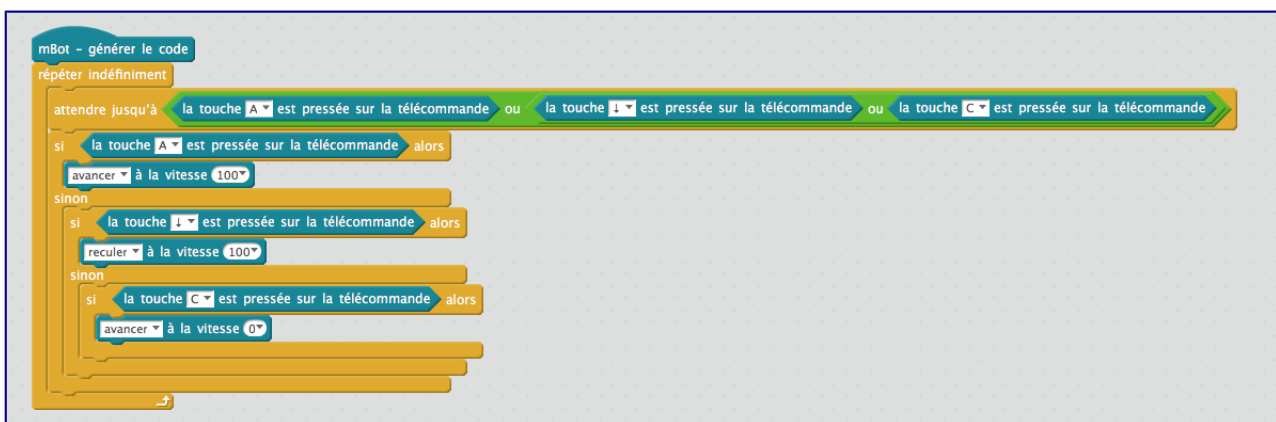 mBot - générer le code
répéter indéfiniment
attendre jusqu'à la touche A est pressée sur la télécommande ou la touche ↓ est pressée sur la télécommande ou la touche C est pressée sur la télécommande
si la touche A est pressée sur la télécommande alors
avancer à la vitesse 100
sinon
si la touche ↓ est pressée sur la télécommande alors
reculer à la vitesse 100
sinon
si la touche C est pressée sur la télécommande alors
avancer à la vitesse 0